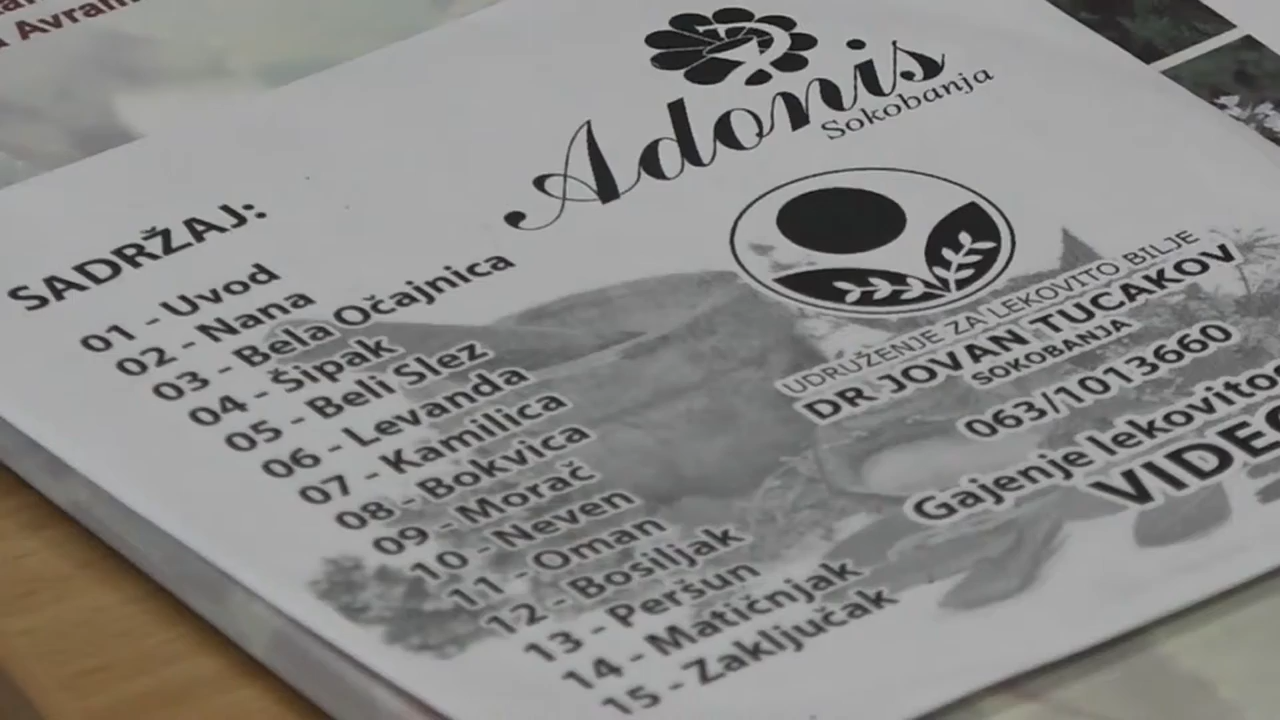 Avram
Adonis
Sokobanja
SADRŽAJ:
01 - Uvod
02 - Nana
03 - Bela Očajnica
04 - Šipak
05 - Beli Slez
06 - Levanda
07 - Kamilica
08 - Bokvica
09 - Morač
10 - Neven
11 - Oman
12 - Bosiljak
13 - Peršun
14 - Matičnjak
15 - Zaključak
UDRUŽENJE ZA LEKOVITO BILJE
DR JOVAN TUCAKOV
SOKOBANJA
063/1013660
Gajenje
VIDEO